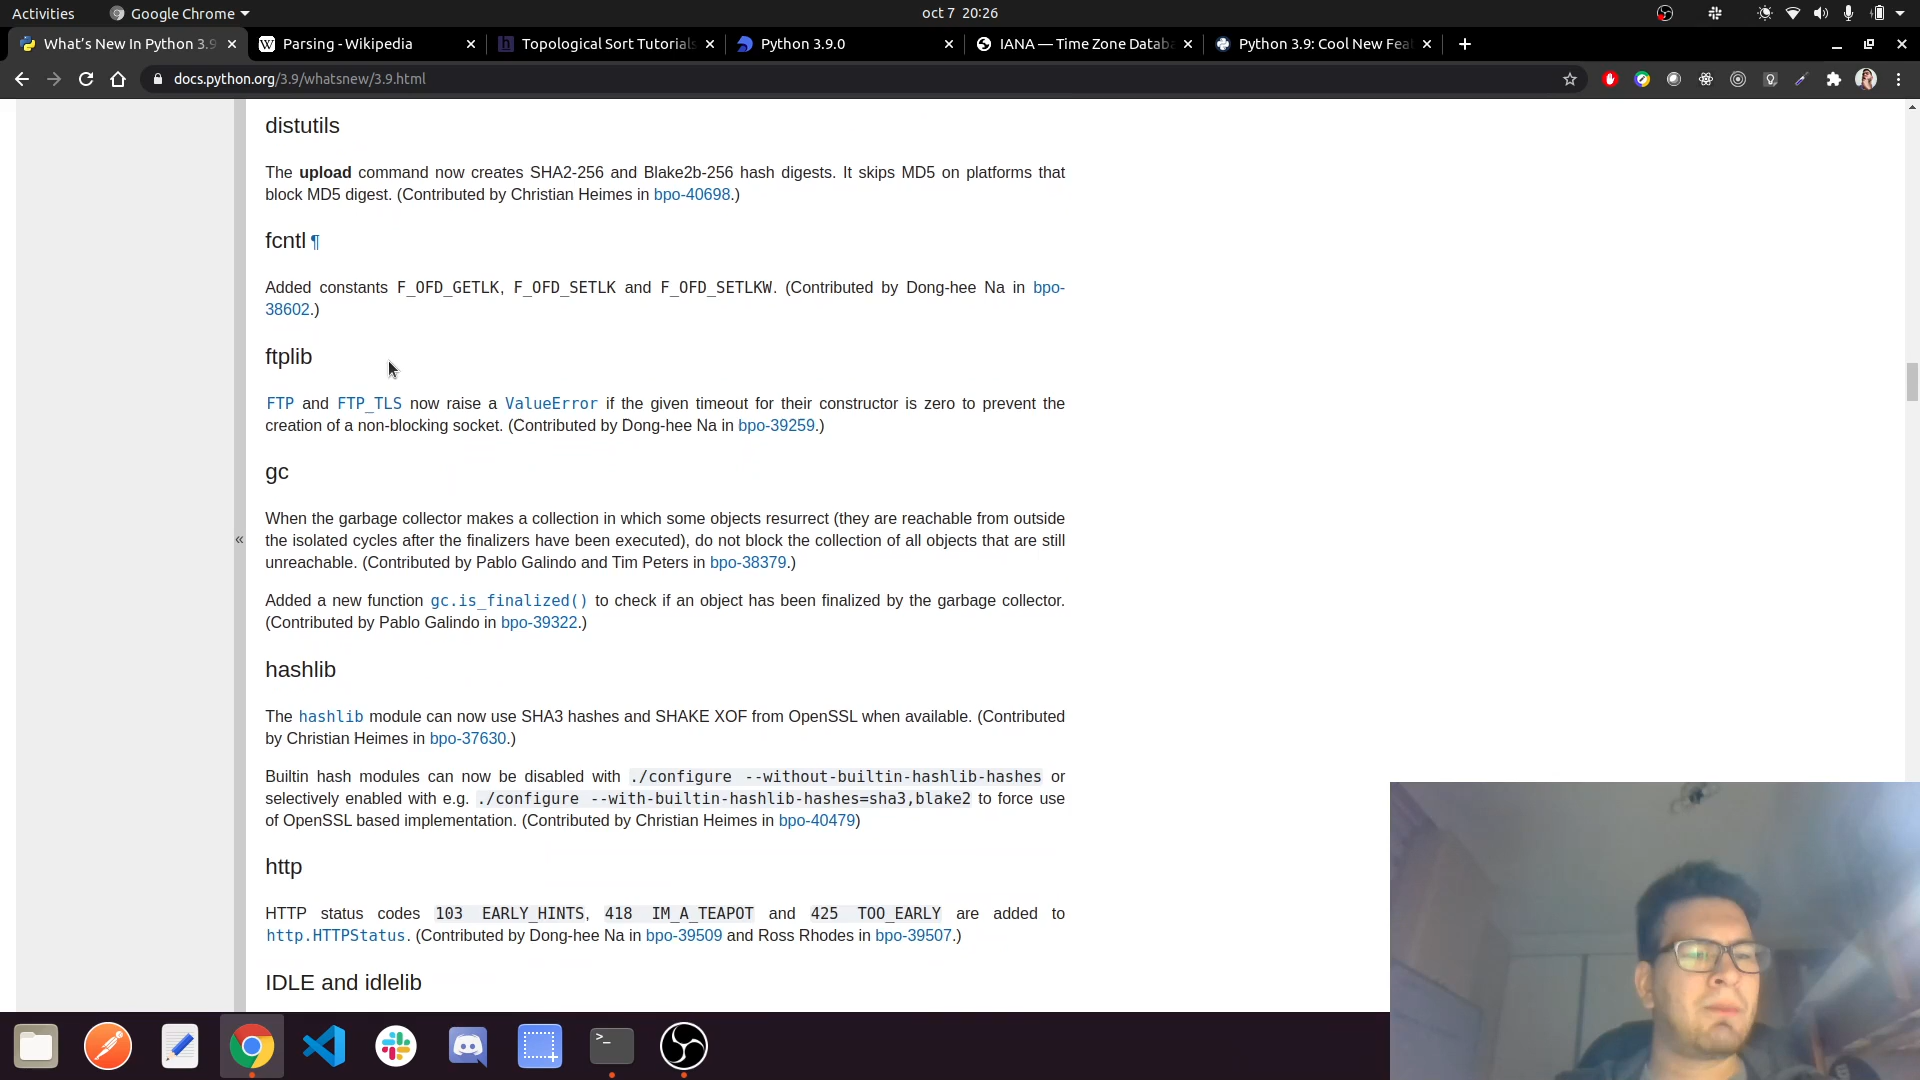 Activities
Google Chrome
oct 7 20:26
What's New In Python 3.9
Parsing - Wikipedia
Topological Sort Tutorials
Python 3.9.0
IANA — Time Zone Databa
Python 3.9: Cool New Fea
docs.python.org/3.9/whatsnew/3.9.html
distutils
The upload command now creates SHA2-256 and Blake2b-256 hash digests. It skips MD5 on platforms that
block MD5 digest. (Contributed by Christian Heimes in bpo-40698.)
fcntl ¶
Added constants F_OFD_GETLK, F_OFD_SETLK and F_OFD_SETLKW. (Contributed by Dong-hee Na in bpo-
38602.)
ftplib
FTP and FTP_TLS now raise a ValueError if the given timeout for their constructor is zero to prevent the
creation of a non-blocking socket. (Contributed by Dong-hee Na in bpo-39259.)
gc
When the garbage collector makes a collection in which some objects resurrect (they are reachable from outside
the isolated cycles after the finalizers have been executed), do not block the collection of all objects that are still
unreachable. (Contributed by Pablo Galindo and Tim Peters in bpo-38379.)
«
Added a new function gc.is_finalized() to check if an object has been finalized by the garbage collector.
(Contributed by Pablo Galindo in bpo-39322.)
hashlib
The hashlib module can now use SHA3 hashes and SHAKE XOF from OpenSSL when available. (Contributed
by Christian Heimes in bpo-37630.)
Builtin hash modules can now be disabled with ./configure --without-builtin-hashlib-hashes or
selectively enabled with e.g. ./configure --with-builtin-hashlib-hashes=sha3,blake2 to force use
of OpenSSL based implementation. (Contributed by Christian Heimes in bpo-40479)
http
HTTP status codes 103 EARLY_HINTS, 418 IM_A_TEAPOT and 425 TOO_EARLY are added to
http.HTTPStatus. (Contributed by Dong-hee Na in bpo-39509 and Ross Rhodes in bpo-39507.)
IDLE and idlelib